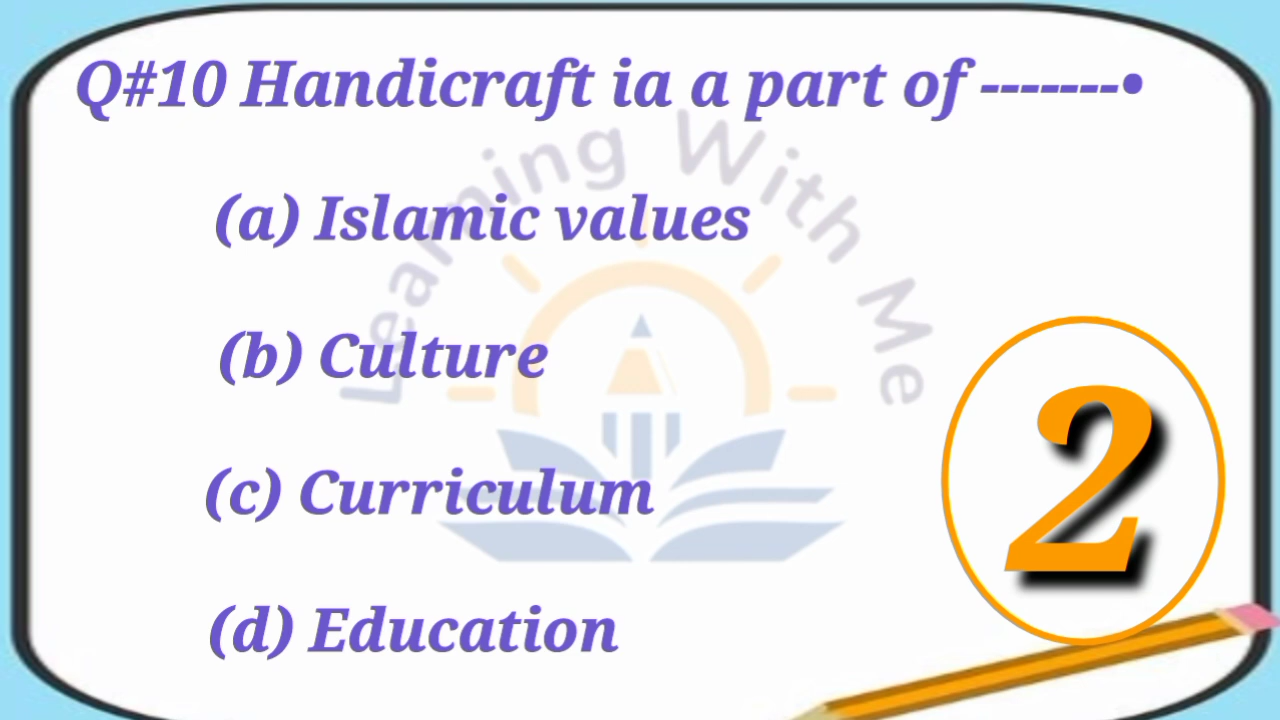 Q#10 Handicraft ia a part of -------•
Learning With Me
(a) Islamic values
(b) Culture
(c) Curriculum
(d) Education
2